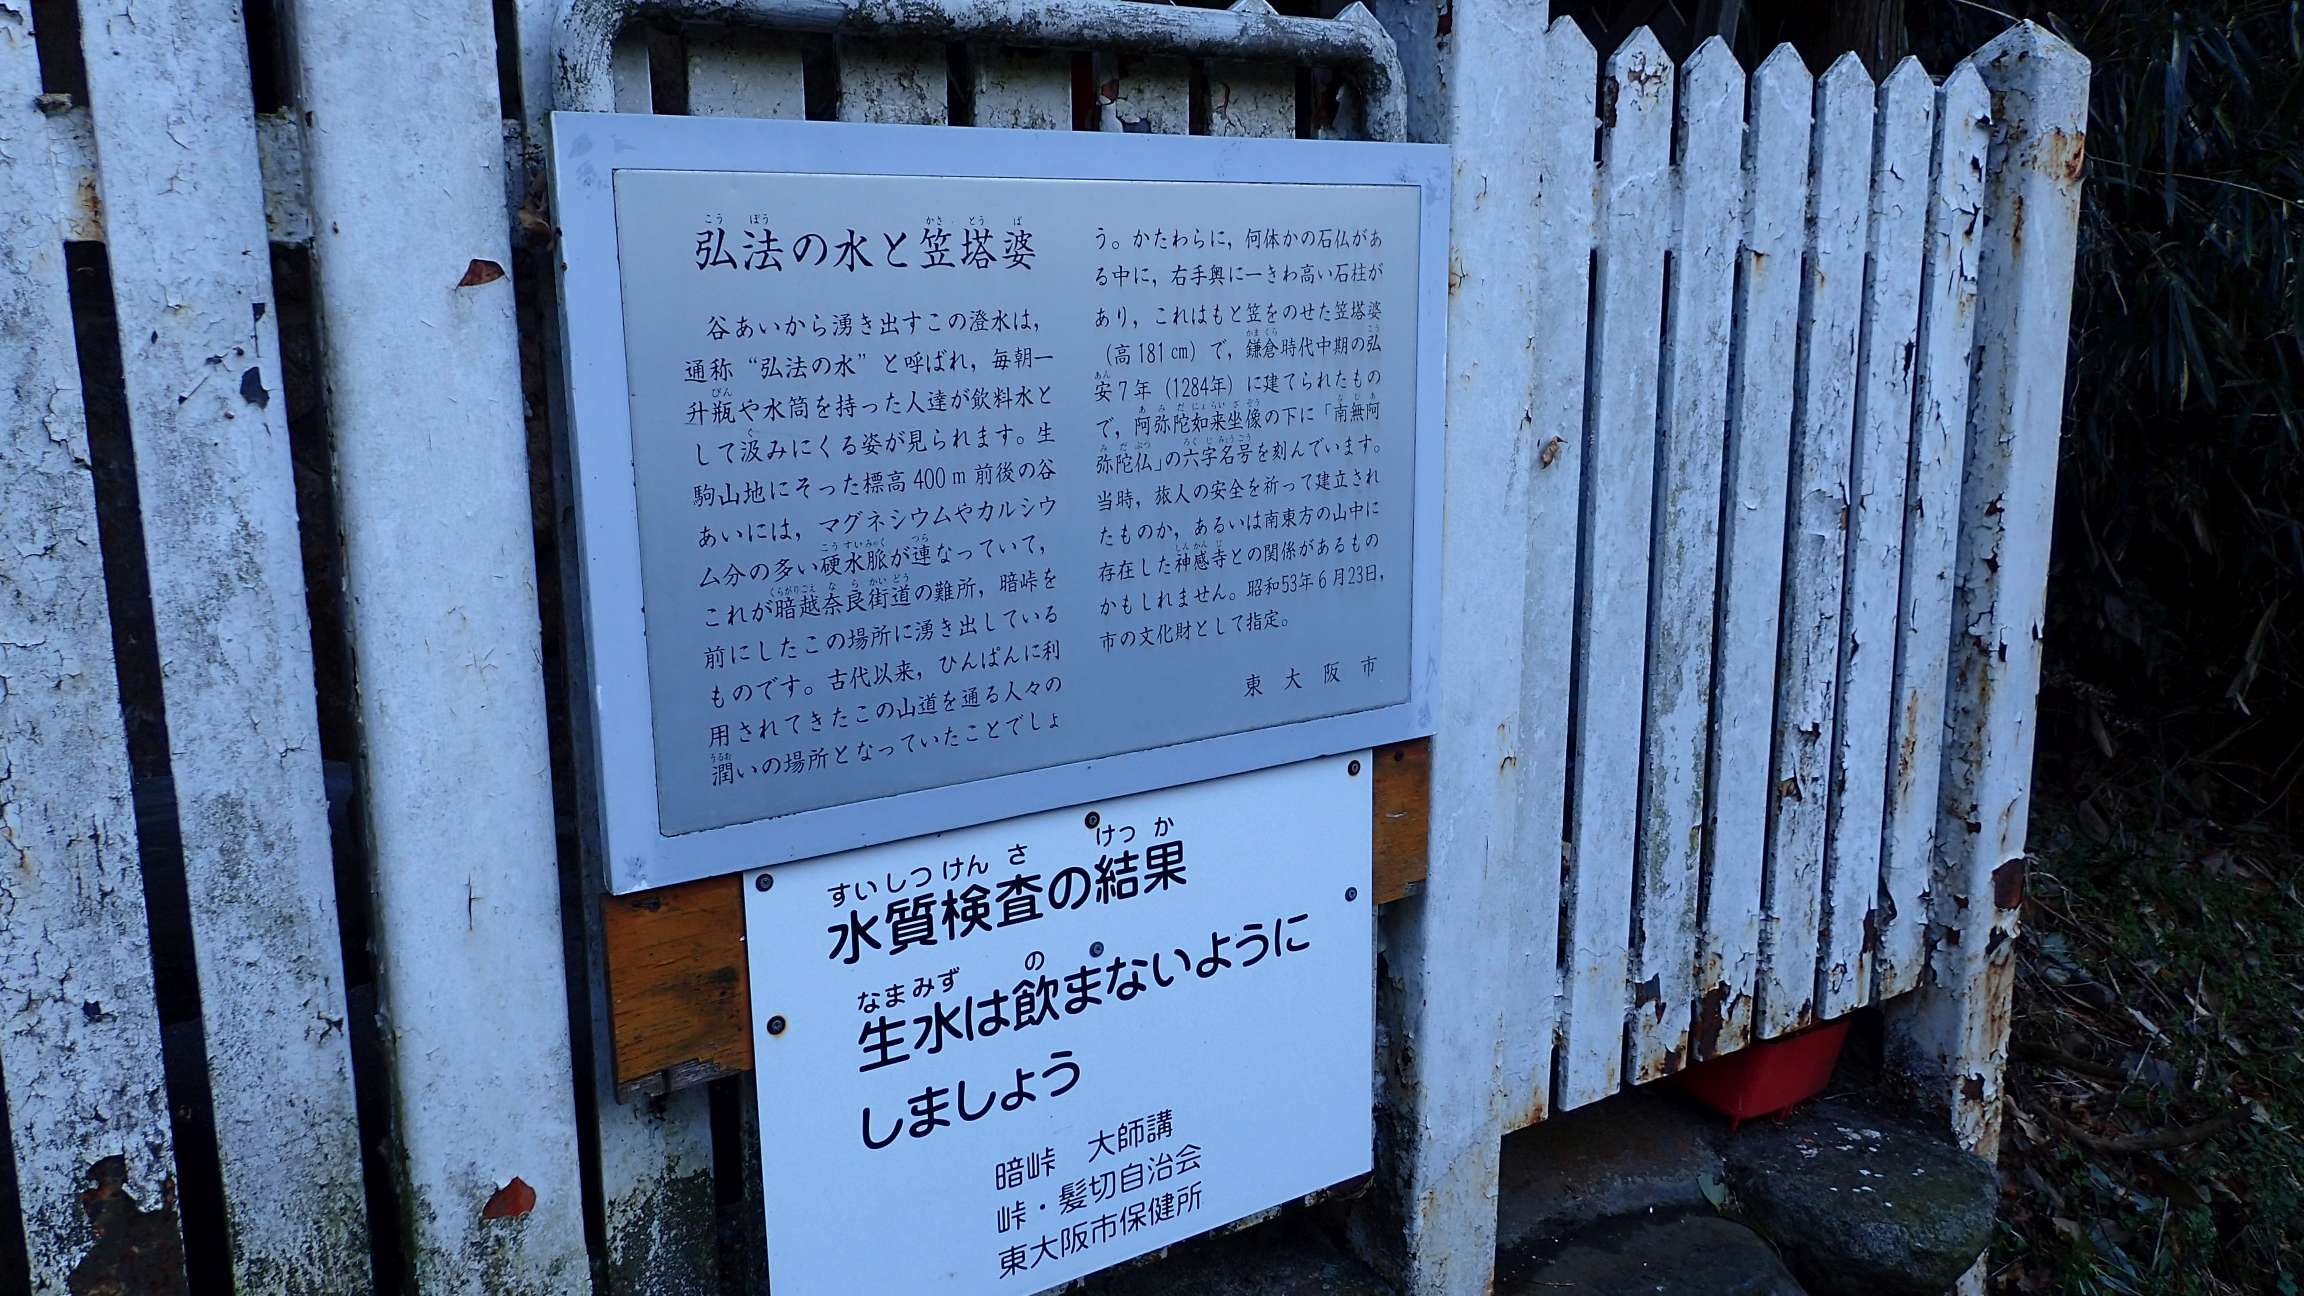 弘法の水と笠塔婆
谷あいから湧き出すこの澄水は，
通称“弘法の水”と呼ばれ，毎朝一
升瓶や水筒を持った人達が飲料水と
して汲みにくる姿が見られます。生
駒山地にそった標高400m前後の谷
あいには，マグネシウムやカルシウ
ム分の多い硬水脈が連なっていて，
これが暗越奈良街道の難所，暗峠を
前にしたこの場所に湧き出している
ものです。古代以来，ひんぱんに利
用されてきたこの山道を通る人々の
潤いの場所となっていたことでしょ
う。かたわらに，何体かの石仏があ
る中に，右手奥に一きわ高い石柱が
あり，これはもと笠をのせた笠塔婆
（高181cm）で，鎌倉時代中期の弘
安7年（1284年）に建てられたもの
で，阿弥陀如来坐像の下に「南無阿
弥陀仏」の六字名号を刻んでいます。
当時，旅人の安全を祈って建立され
たものか，あるいは南東方の山中に
存在した神感寺との関係があるもの
かもしれません。昭和53年6月23日，
市の文化財として指定。
東大阪市
水質検査の結果
生水は飲まないように
しましょう
暗峠　大師講
峠・髪切自治会
東大阪市保健所